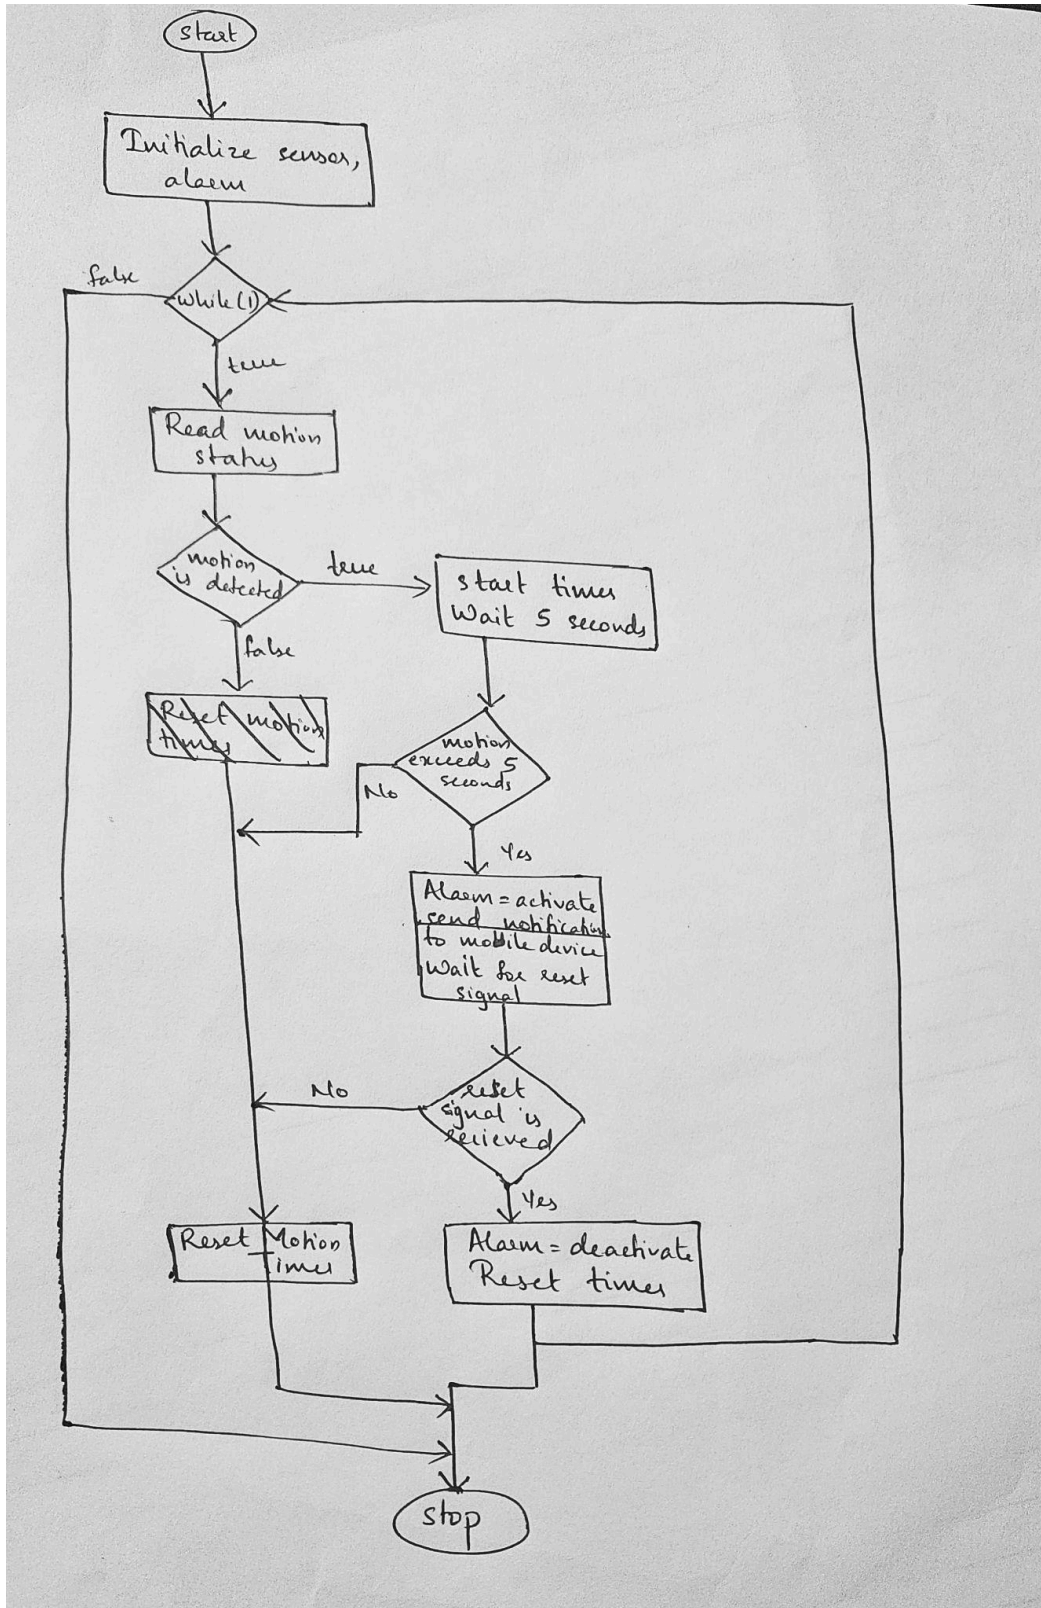 start
Initialize sensor,
alarm
false
while(1)
true
Read motion
status
motion
is detected
true
start timer
Wait 5 seconds
false
Reset motion
timer
motion
exceeds 5
seconds
No
Yes
Alarm = activate
send notification
to mobile device
Wait for reset
signal
No
reset
signal is
recieved
Yes
Reset Motion
Timer
Alarm = deactivate
Reset timer
stop